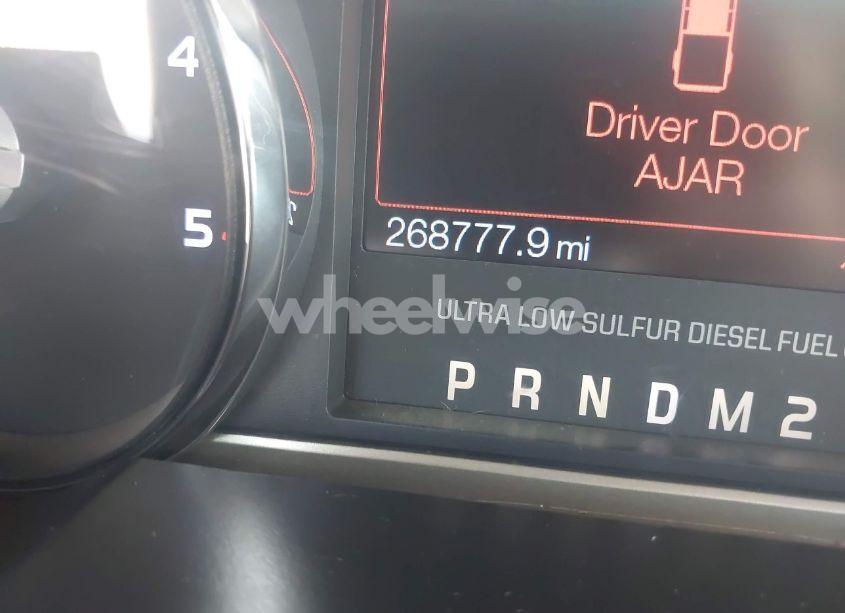 4
5
Driver Door
AJAR
268777.9 mi
wheelwise
ULTRA LOW SULFUR DIESEL FUEL
P R N D M 2